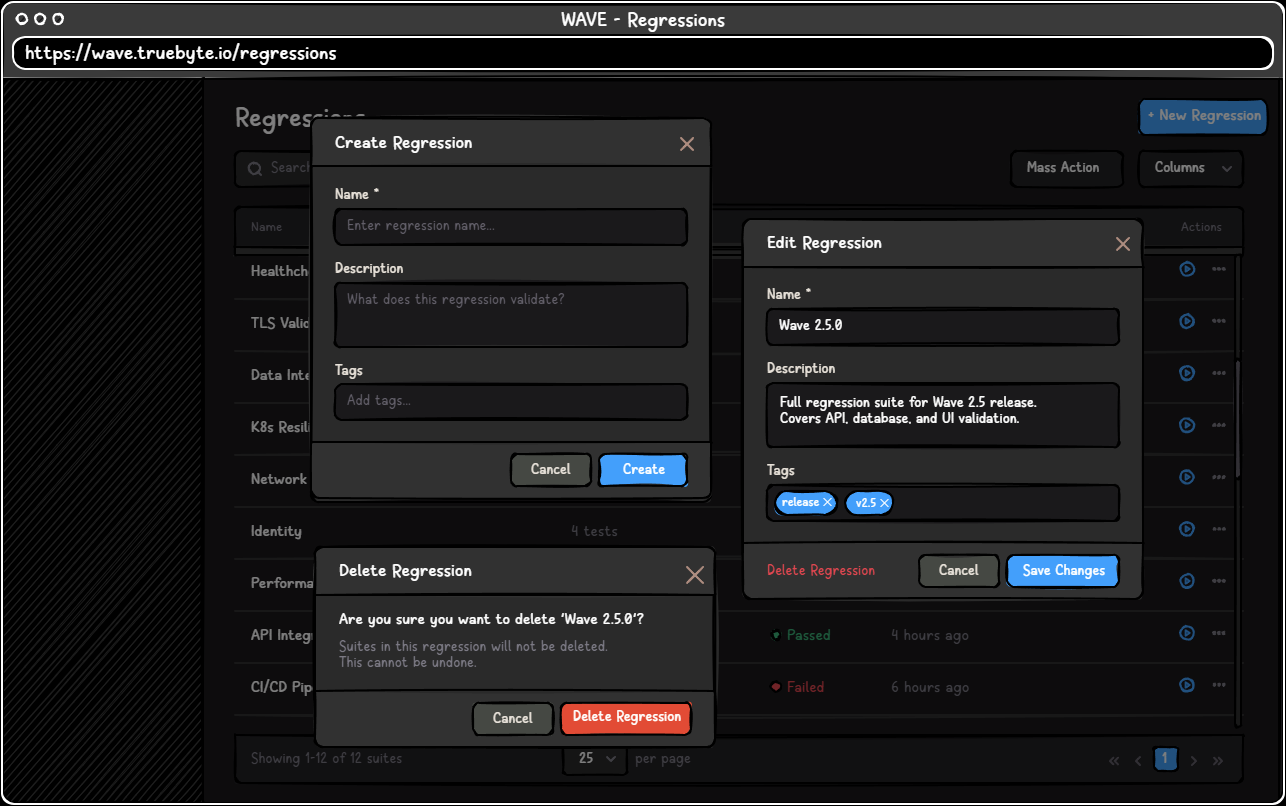 WAVE - Regressions
https://wave.truebyte.io/regressions
Regressions
+ New Regression
Search
Mass Action
Columns
Name
Actions
Create Regression
Name *
Enter regression name...
Description
What does this regression validate?
Tags
Add tags...
Cancel
Create
Edit Regression
Name *
Wave 2.5.0
Description
Full regression suite for Wave 2.5 release.
Covers API, database, and UI validation.
Tags
release
v2.5
Delete Regression
Cancel
Save Changes
Healthch
TLS Valid
Data Inte
K8s Resili
Network
Identity
4 tests
Performa
API Integ
Passed
4 hours ago
CI/CD Pip
Failed
6 hours ago
Delete Regression
Are you sure you want to delete 'Wave 2.5.0'?
Suites in this regression will not be deleted.
This cannot be undone.
Cancel
Delete Regression
Showing 1-12 of 12 suites
25
per page
« ‹ 1 › »